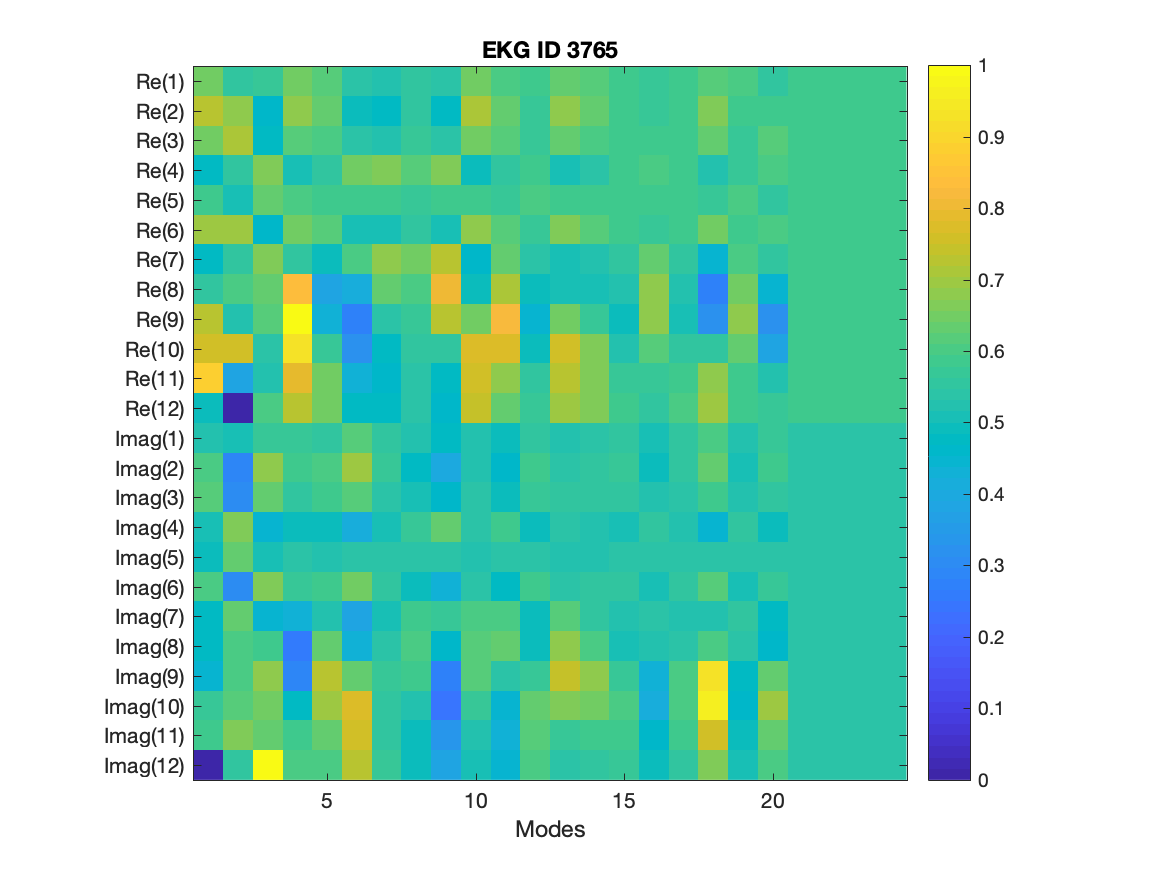 EKG ID 3765
Re(1)
Re(2)
Re(3)
Re(4)
Re(5)
Re(6)
Re(7)
Re(8)
Re(9)
Re(10)
Re(11)
Re(12)
Imag(1)
Imag(2)
Imag(3)
Imag(4)
Imag(5)
Imag(6)
Imag(7)
Imag(8)
Imag(9)
Imag(10)
Imag(11)
Imag(12)
5 10 15 20
Modes
1
0.9
0.8
0.7
0.6
0.5
0.4
0.3
0.2
0.1
0